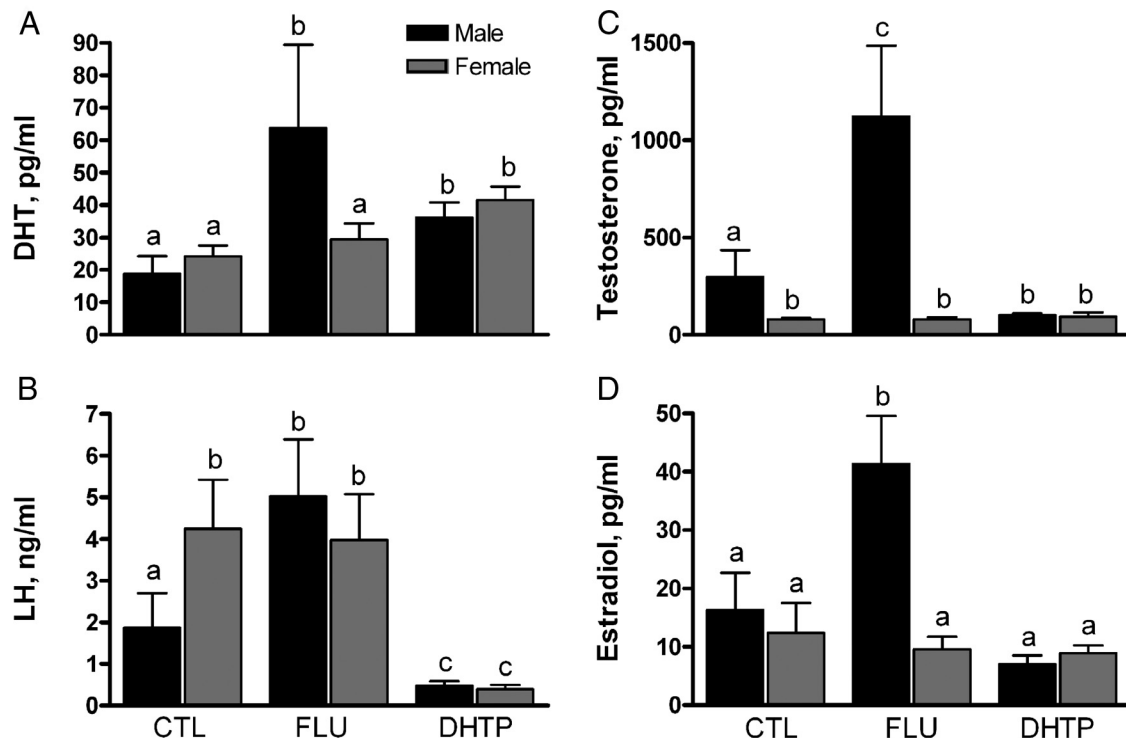 A
DHT, pg/ml
90
80
70
60
50
40
30
20
10
0
a
a
b
a
b
b
Male
Female
B
LH, ng/ml
7
6
5
4
3
2
1
0
a
b
b
b
c
c
CTL
FLU
DHTP
C
Testosterone, pg/ml
1500
1000
500
0
a
b
c
b
b
b
D
Estradiol, pg/ml
50
40
30
20
10
0
a
a
b
a
a
a
CTL
FLU
DHTP